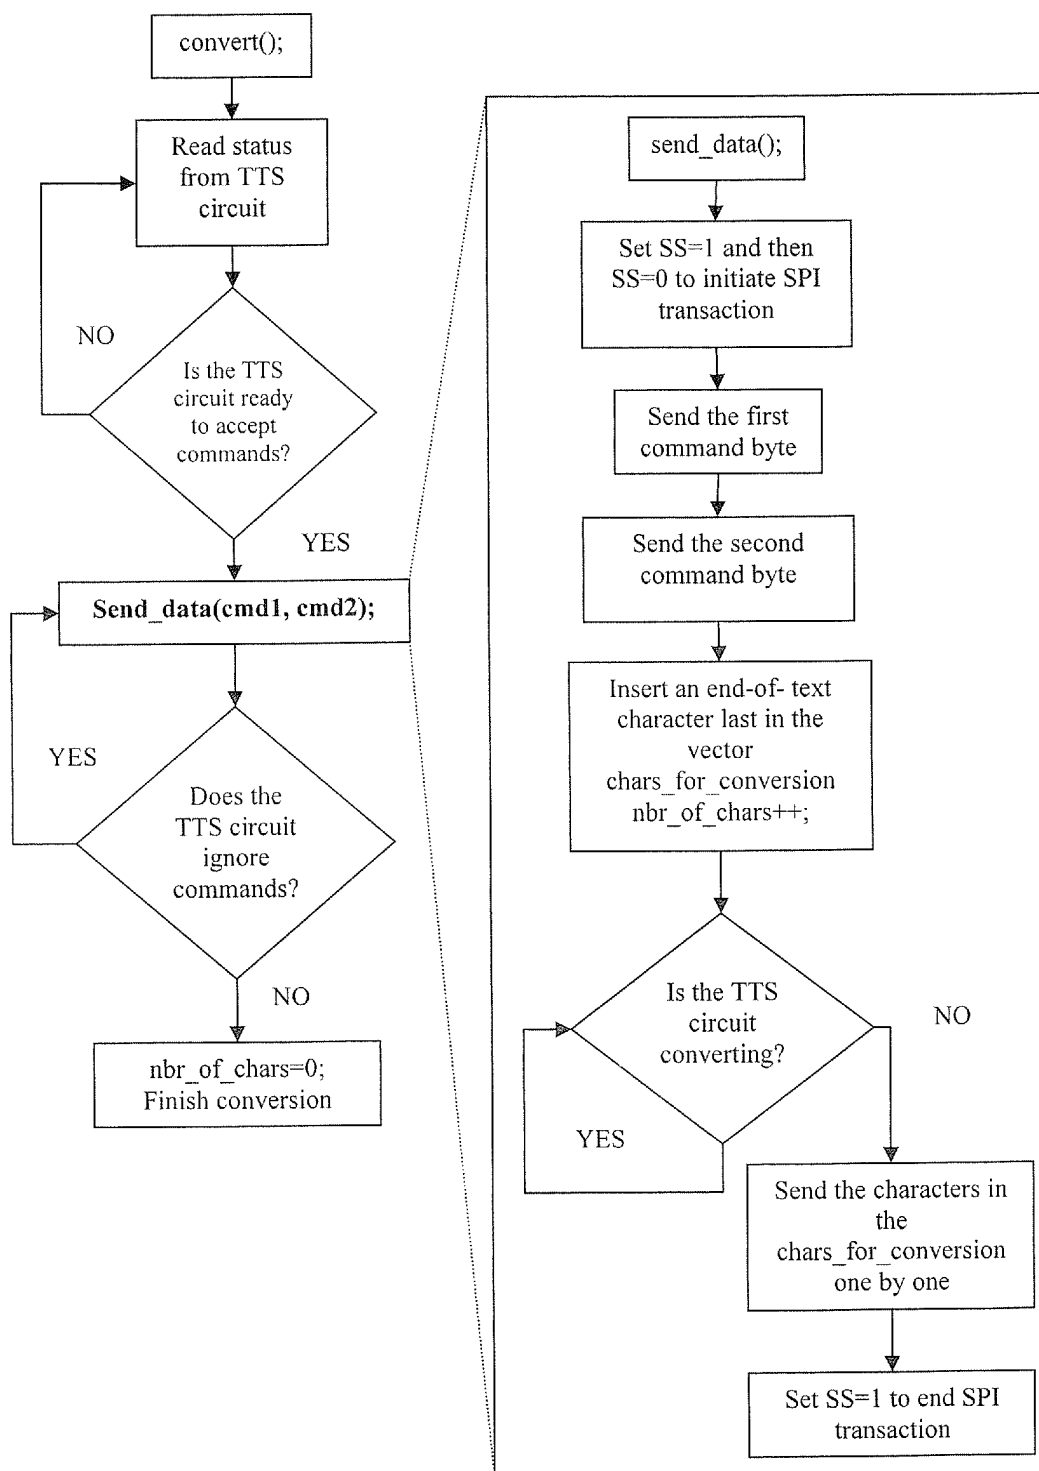 convert();
Read status
from TTS
circuit
NO
Is the TTS
circuit ready
to accept
commands?
YES
Send_data(cmd1, cmd2);
YES
Does the
TTS circuit
ignore
commands?
NO
nbr_of_chars=0;
Finish conversion
send_data();
Set SS=1 and then
SS=0 to initiate SPI
transaction
Send the first
command byte
Send the second
command byte
Insert an end-of- text
character last in the
vector
chars_for_conversion
nbr_of_chars++;
Is the TTS
circuit
converting?
NO
YES
Send the characters in
the
chars_for_conversion
one by one
Set SS=1 to end SPI
transaction